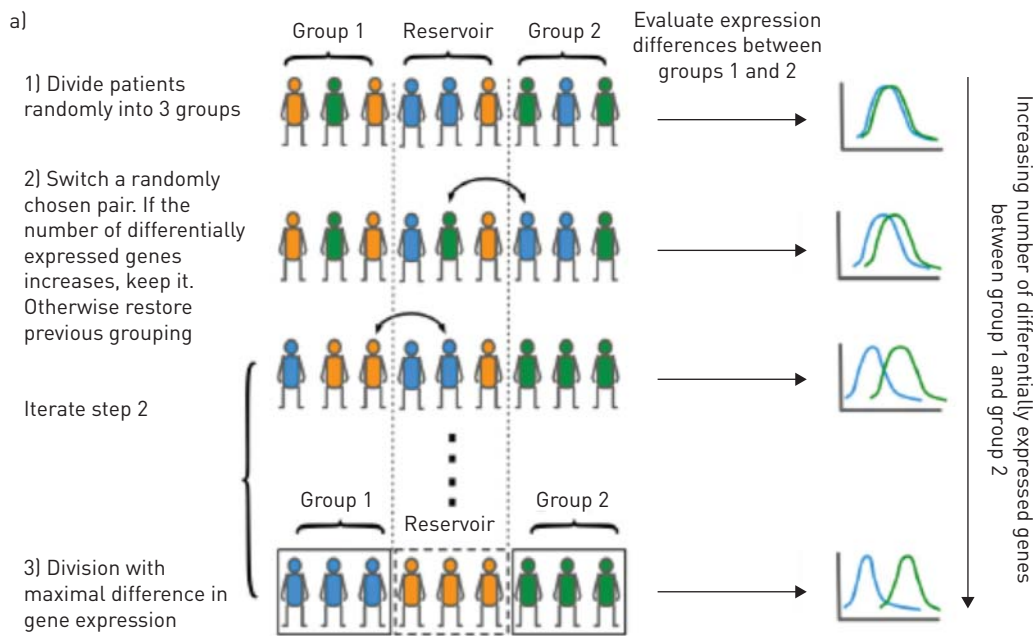 a)
Group 1
Reservoir
Group 2
Evaluate expression
differences between
groups 1 and 2
1) Divide patients
randomly into 3 groups
2) Switch a randomly
chosen pair. If the
number of differentially
expressed genes
increases, keep it.
Otherwise restore
previous grouping
Iterate step 2
Group 1
Reservoir
Group 2
3) Division with
maximal difference in
gene expression
Increasing number of differentially expressed genes
between group 1 and group 2